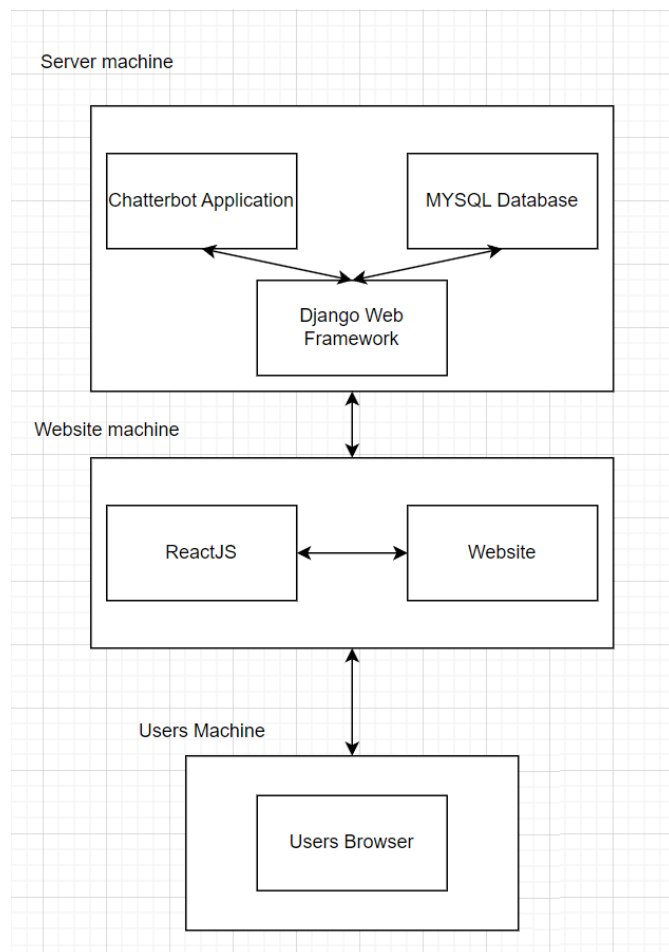 Server machine
Chatterbot Application
MYSQL Database
Django Web
Framework
Website machine
ReactJS
Website
Users Machine
Users Browser